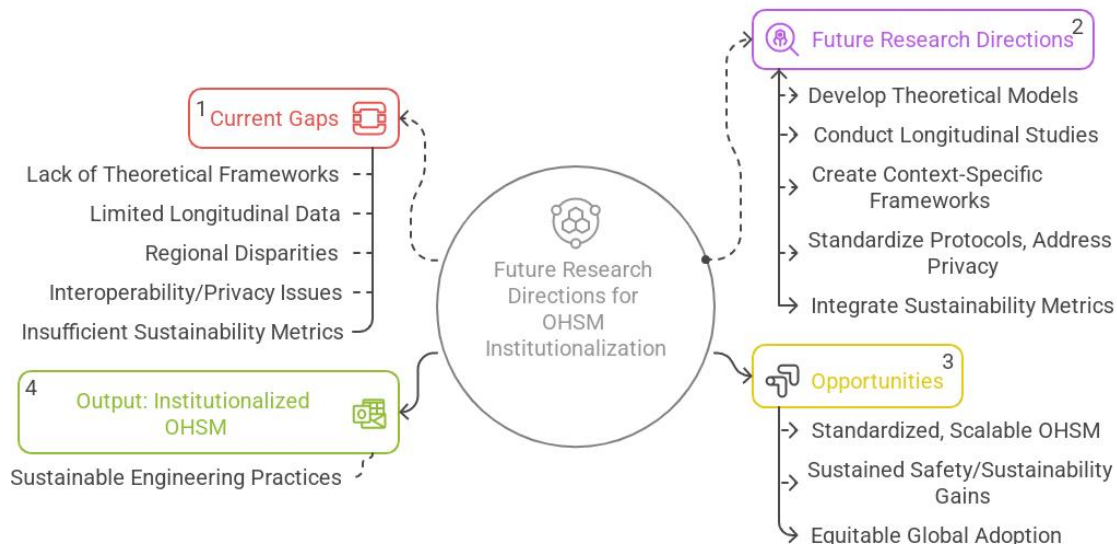 1 Current Gaps
Lack of Theoretical Frameworks
Limited Longitudinal Data
Regional Disparities
Interoperability/Privacy Issues
Insufficient Sustainability Metrics
Future Research Directions 2
Develop Theoretical Models
Conduct Longitudinal Studies
Create Context-Specific
Frameworks
Standardize Protocols, Address
Privacy
Integrate Sustainability Metrics
Future Research
Directions for
OHSM
Institutionalization
3
Opportunities
Standardized, Scalable OHSM
Sustained Safety/Sustainability
Gains
Equitable Global Adoption
4
Output: Institutionalized
OHSM
Sustainable Engineering Practices